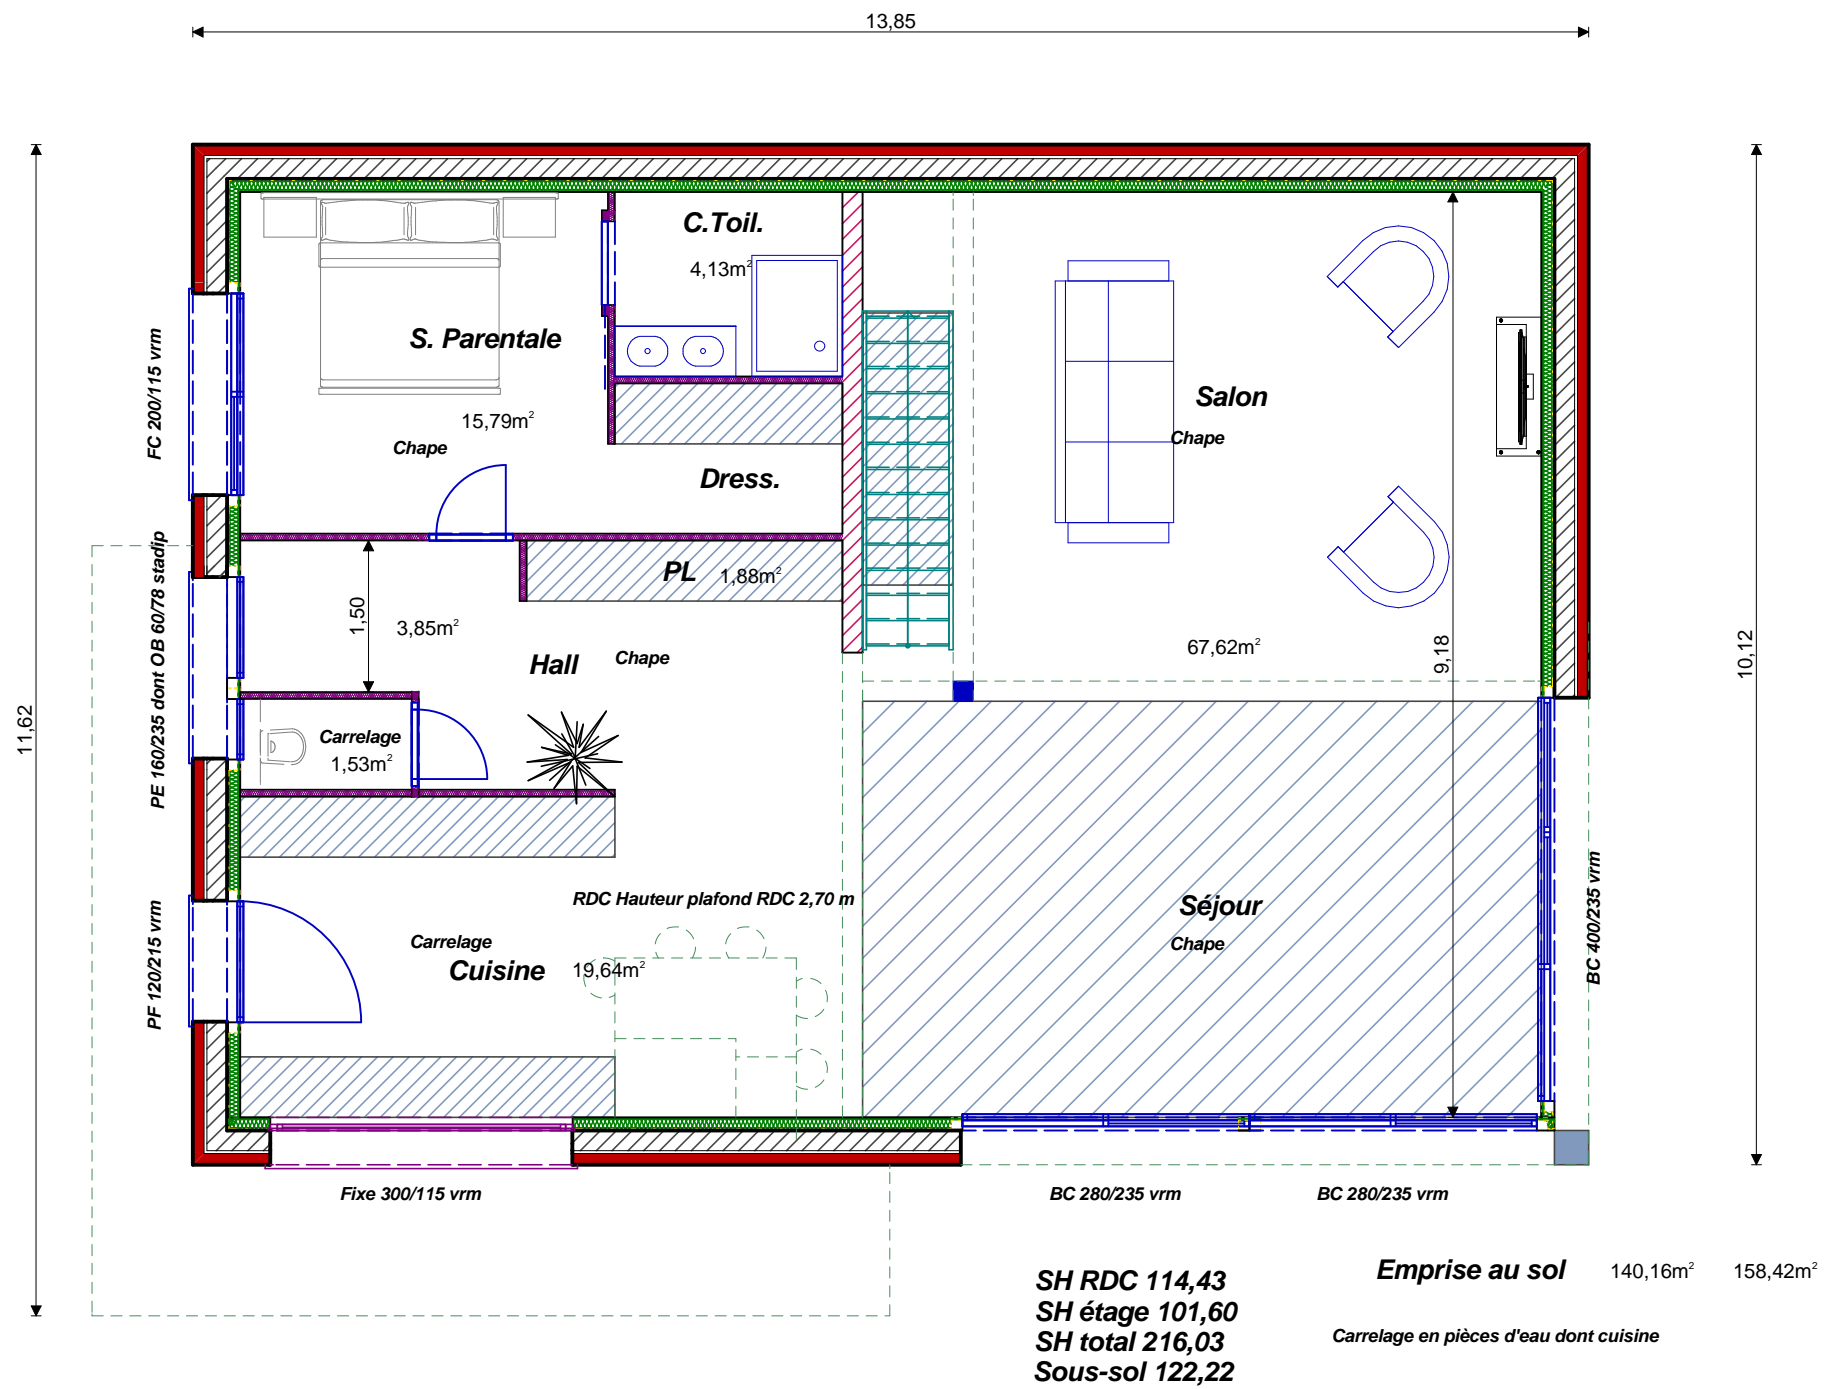 13,85
C.Toil.
4,13m²
S. Parentale
15,79m²
Chape
Dress.
Salon
Chape
FC 200/115 vrm
PL 1,88m²
1,50
3,85m²
Hall Chape
67,62m²
9,18
10,12
11,62
PE 160/235 dont OB 60/78 stadip
Carrelage
1,53m²
RDC Hauteur plafond RDC 2,70 m
Séjour
Chape
Carrelage
Cuisine 19,64m²
PF 120/215 vrm
BC 400/235 vrm
Fixe 300/115 vrm
BC 280/235 vrm
BC 280/235 vrm
SH RDC 114,43
SH étage 101,60
SH total 216,03
Sous-sol 122,22
Emprise au sol 140,16m² 158,42m²
Carrelage en pièces d'eau dont cuisine